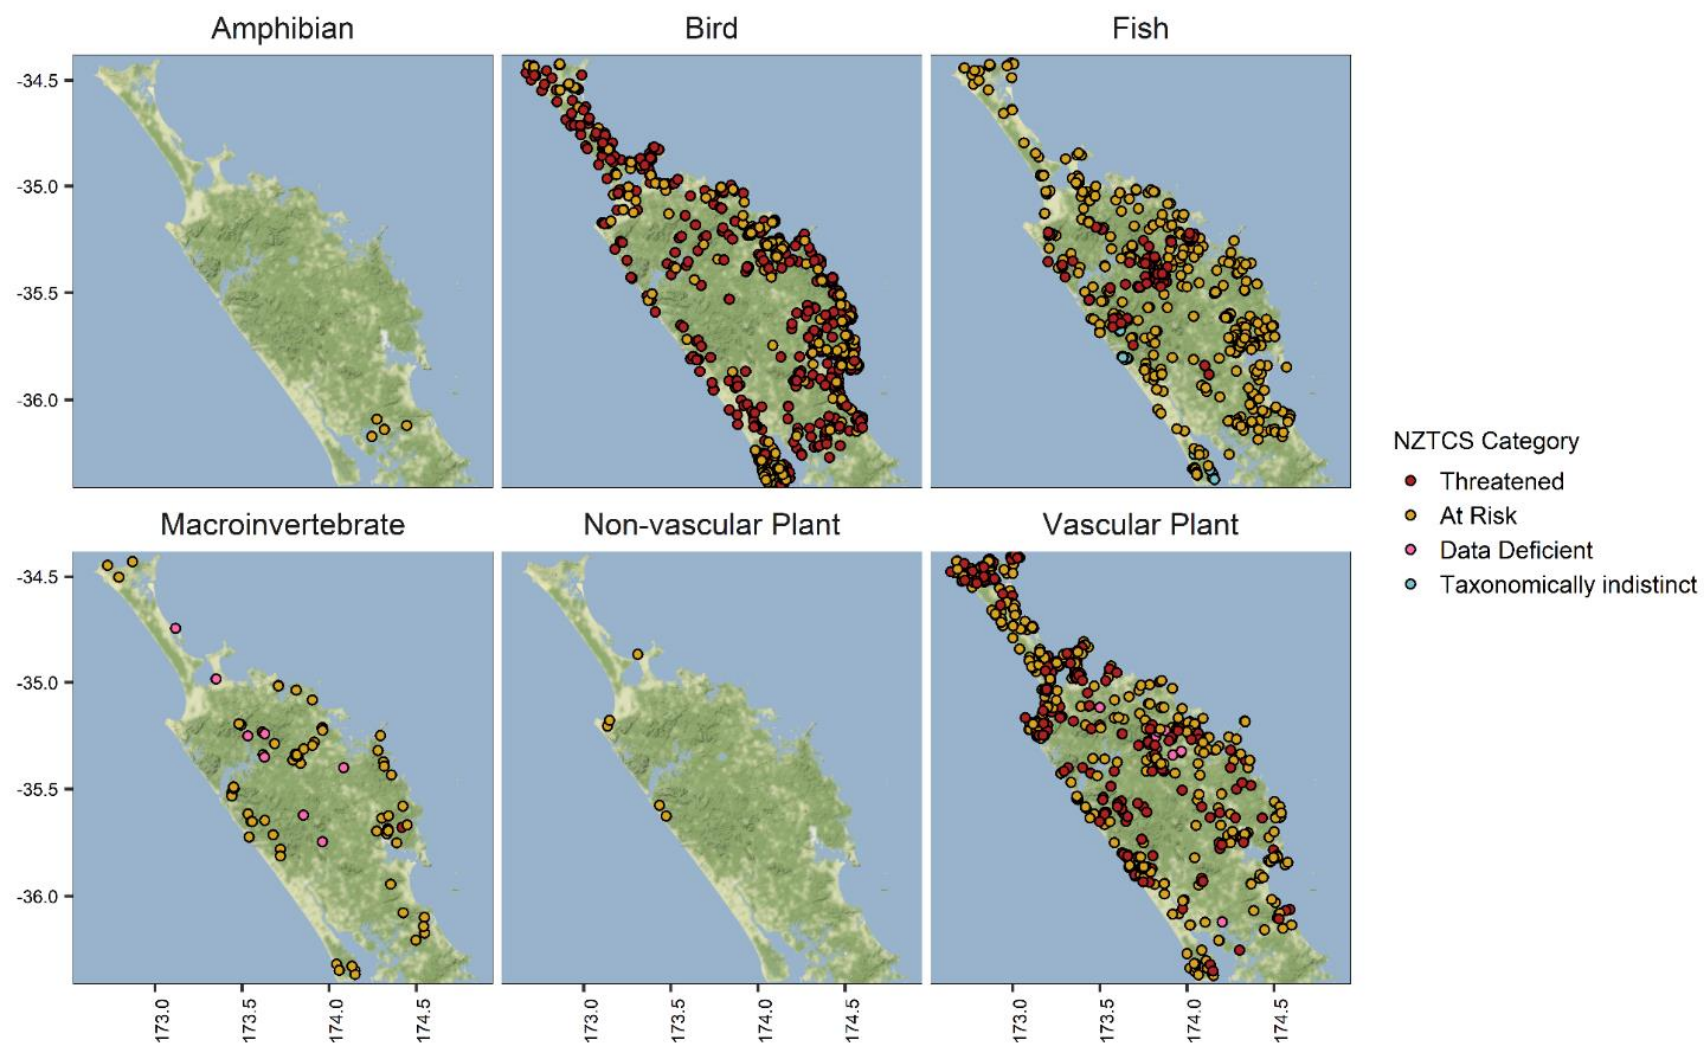 Amphibian
Bird
Fish
-34.5
-35.0
-35.5
-36.0
Macroinvertebrate
Non-vascular Plant
Vascular Plant
-34.5
-35.0
-35.5
-36.0
173.0
173.5
174.0
174.5
173.0
173.5
174.0
174.5
173.0
173.5
174.0
174.5
NZTCS Category
Threatened
At Risk
Data Deficient
Taxonomically indistinct